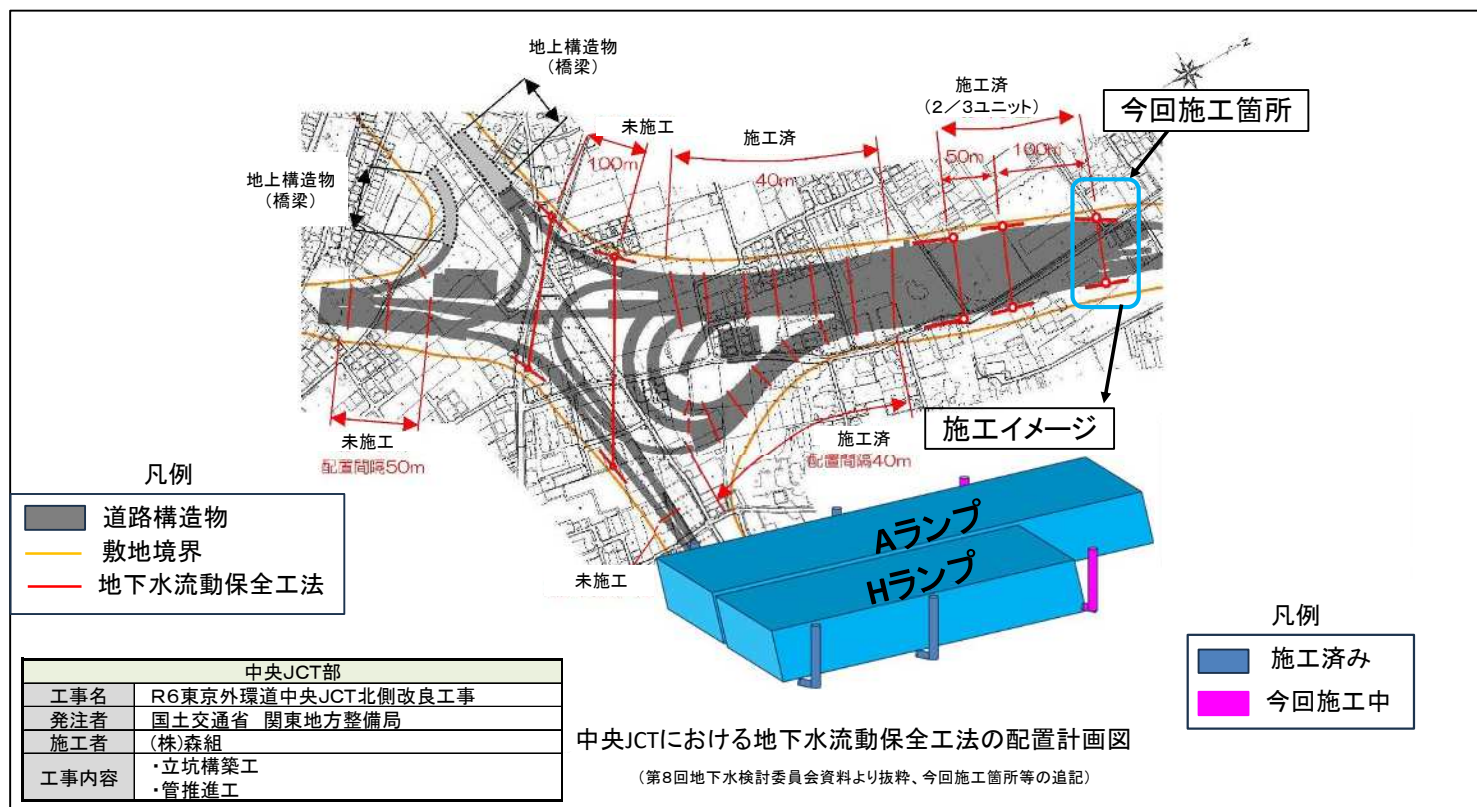 地上構造物
(橋梁)
N
施工済
(2/3ユニット)
今回施工箇所
未施工
100m
施工済
40m
50m
100m
地上構造物
(橋梁)
未施工
配置間隔50m
施工イメージ
施工済
配置間隔40m
未施工
凡例
道路構造物
敷地境界
地下水流動保全工法
Aランプ
Hランプ
凡例
施工済み
今回施工中
中央JCT部
工事名 R6東京外環道中央JCT北側改良工事
発注者 国土交通省 関東地方整備局
施工者 (株)森組
工事内容 ・立坑構築工
・管推進工
中央JCTにおける地下水流動保全工法の配置計画図
(第8回地下水検討委員会資料より抜粋、今回施工箇所等の追記)